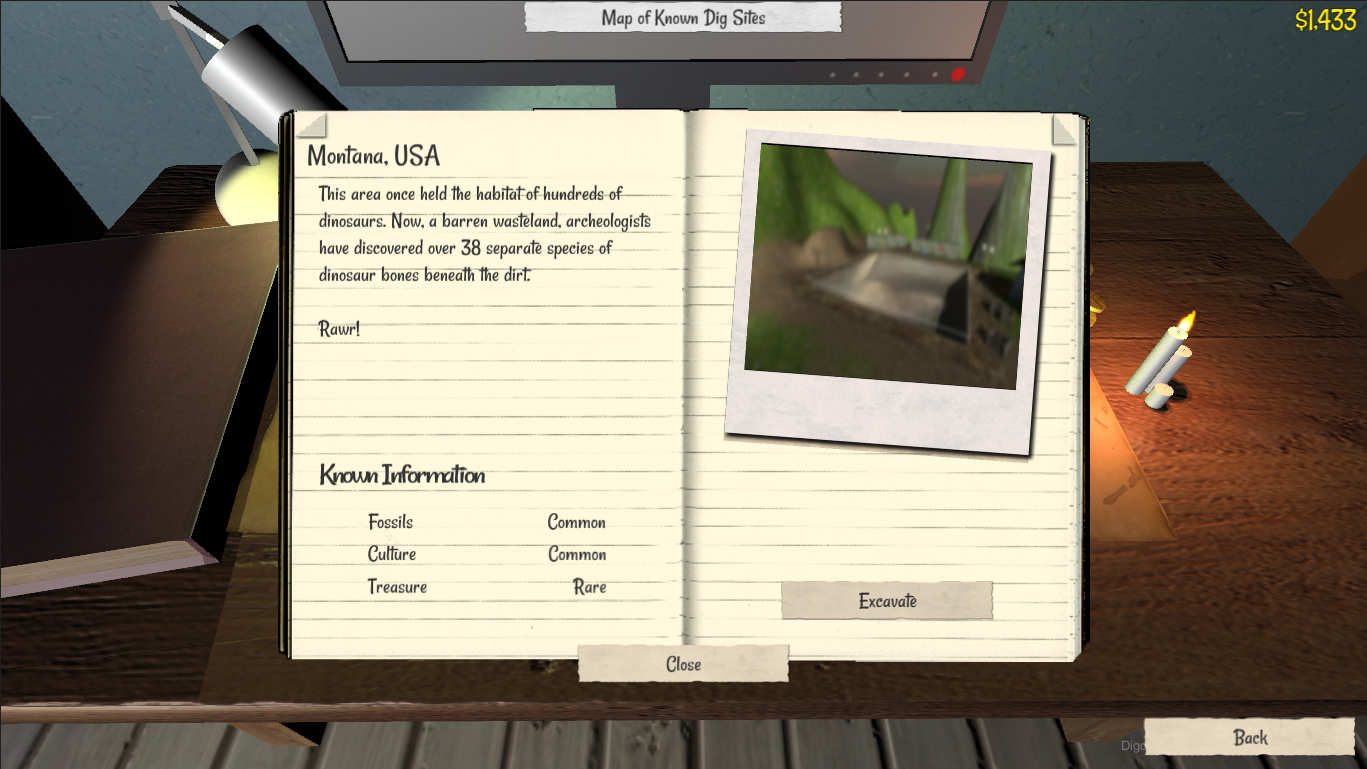 Map of Known Dig Sites
$1,433
Montana, USA
This area once held the habitat of hundreds of
dinosaurs. Now, a barren wasteland, archeologists
have discovered over 38 separate species of
dinosaur bones beneath the dirt.
Rawr!
Known Information
Fossils Common
Culture Common
Treasure Rare
Excavate
Close
Back